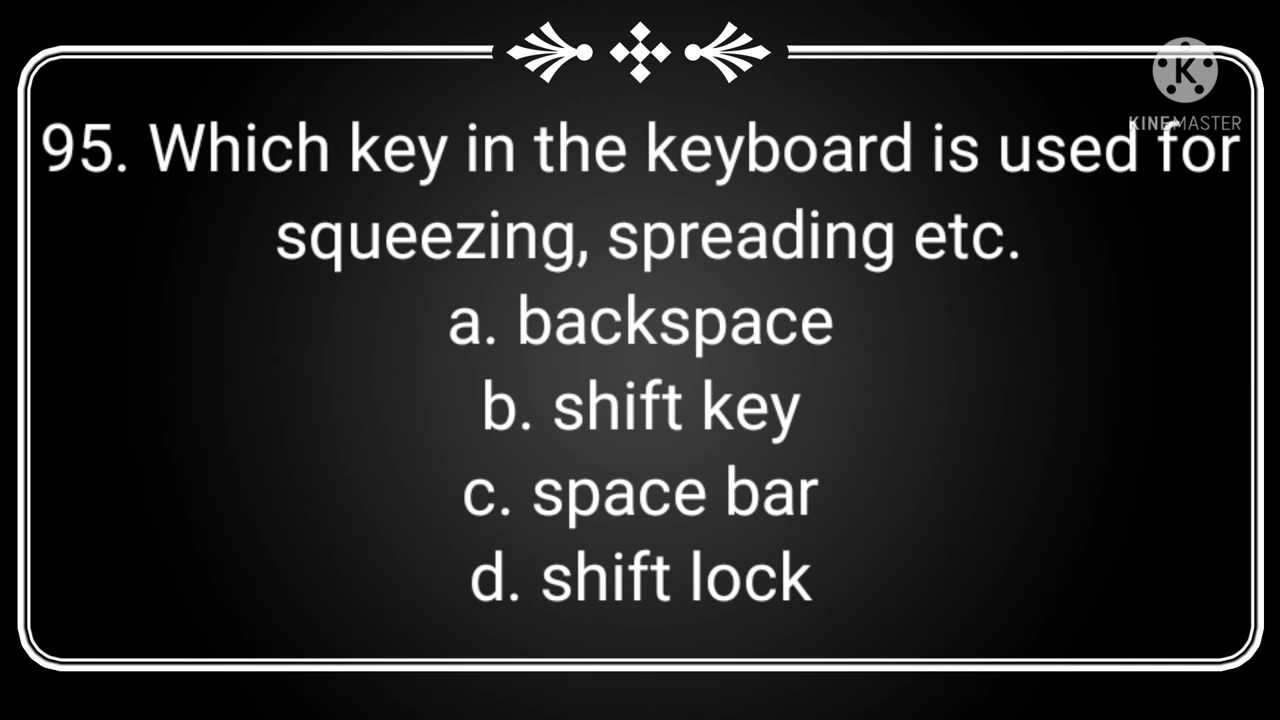 K
KINEMASTER
95. Which key in the keyboard is used for
squeezing, spreading etc.
a. backspace
b. shift key
c. space bar
d. shift lock